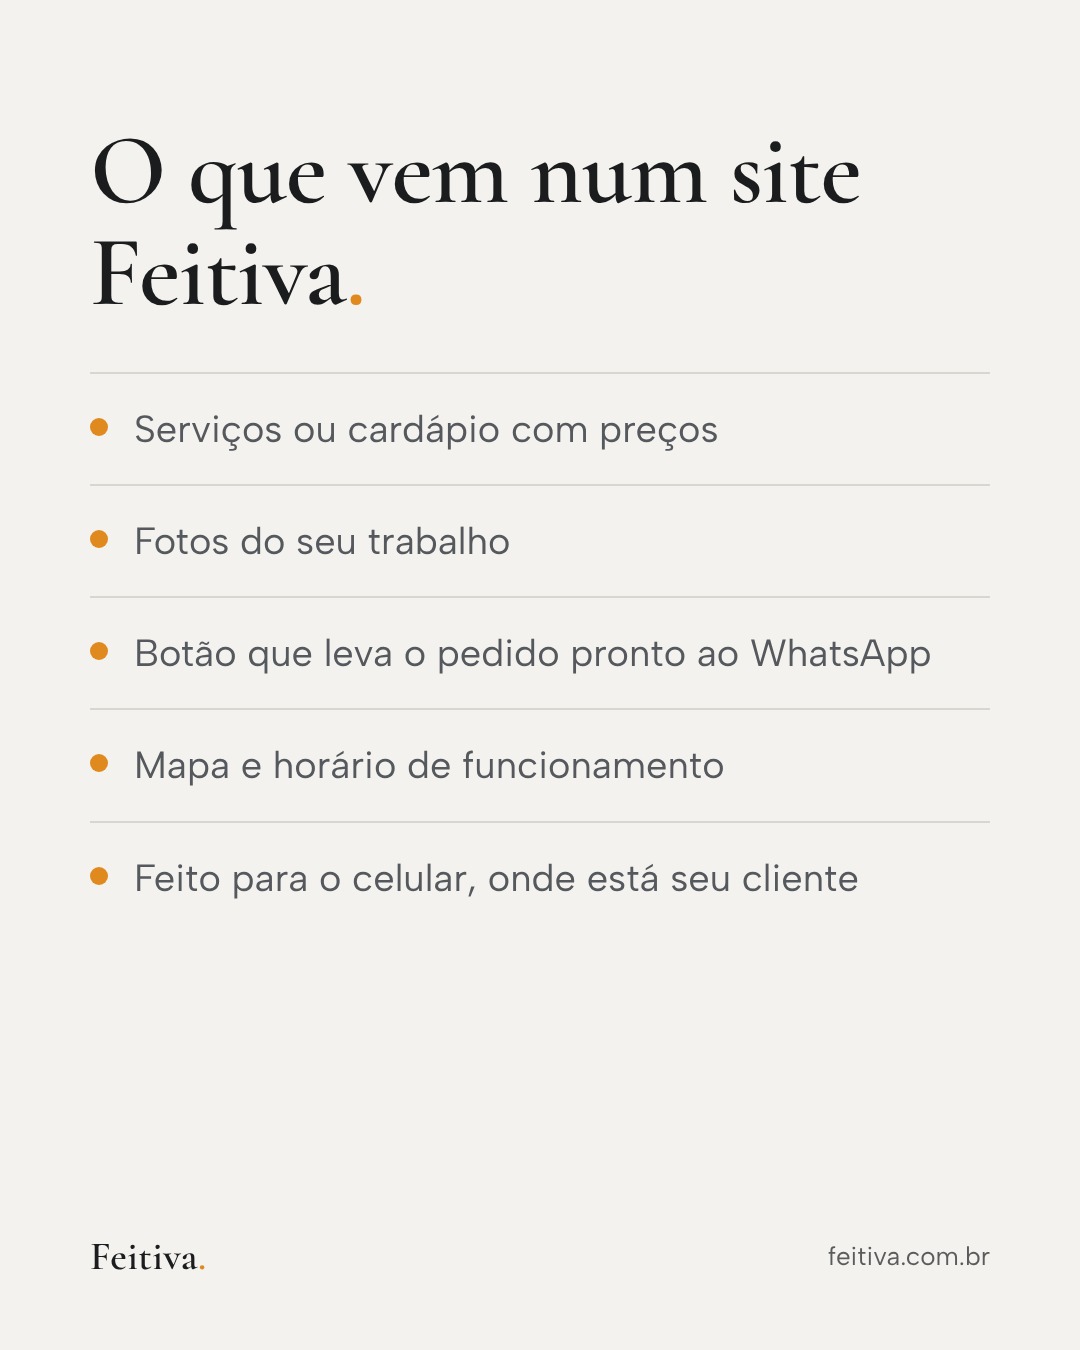 O que vem num site
Feitiva.
Serviços ou cardápio com preços
Fotos do seu trabalho
Botão que leva o pedido pronto ao WhatsApp
Mapa e horário de funcionamento
Feito para o celular, onde está seu cliente
Feitiva.
feitiva.com.br